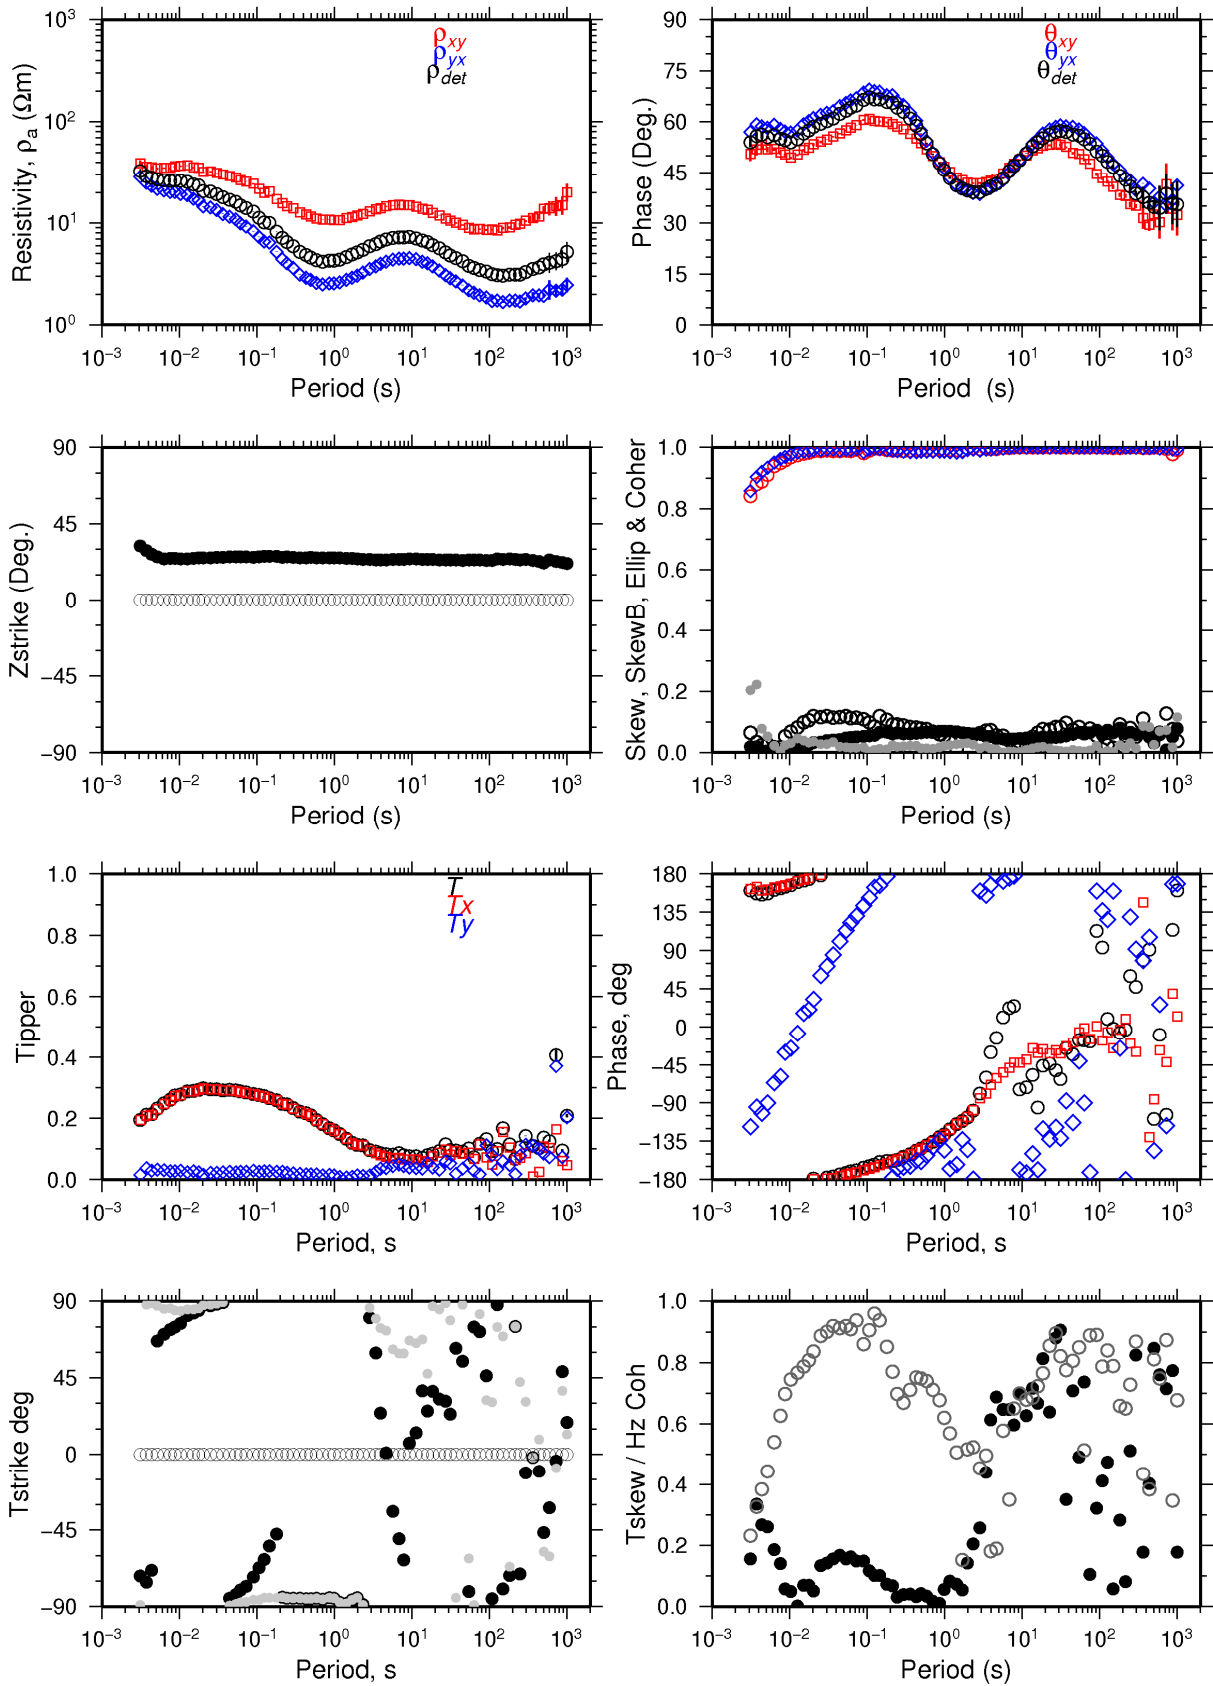 10³
10²
10¹
10⁰
Resistivity, ρa (Ωm)
ρxy
ρyx
ρdet
10⁻³ 10⁻² 10⁻¹ 10⁰ 10¹ 10² 10³
Period (s)
90
75
60
45
30
15
0
Phase (Deg.)
θxy
θyx
θdet
10⁻³ 10⁻² 10⁻¹ 10⁰ 10¹ 10² 10³
Period (s)
90
45
0
−45
−90
Zstrike (Deg.)
10⁻³ 10⁻² 10⁻¹ 10⁰ 10¹ 10² 10³
Period (s)
1.0
0.8
0.6
0.4
0.2
0.0
Skew, SkewB, Ellip & Coher
10⁻³ 10⁻² 10⁻¹ 10⁰ 10¹ 10² 10³
Period (s)
1.0
0.8
0.6
0.4
0.2
0.0
Tipper
T
Tx
Ty
10⁻³ 10⁻² 10⁻¹ 10⁰ 10¹ 10² 10³
Period, s
180
135
90
45
0
−45
−90
−135
−180
Phase, deg
10⁻³ 10⁻² 10⁻¹ 10⁰ 10¹ 10² 10³
Period, s
90
45
0
−45
−90
Tstrike deg
10⁻³ 10⁻² 10⁻¹ 10⁰ 10¹ 10² 10³
Period, s
1.0
0.8
0.6
0.4
0.2
0.0
Tskew / Hz Coh
10⁻³ 10⁻² 10⁻¹ 10⁰ 10¹ 10² 10³
Period (s)